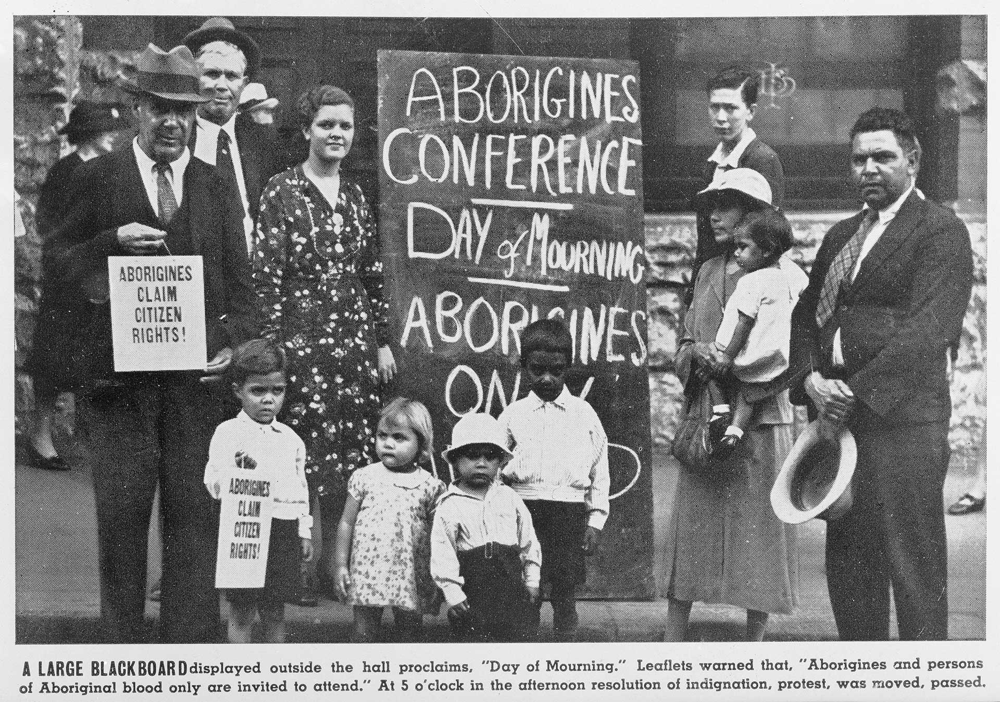 ABORIGINES
CONFERENCE
DAY of MOURNING
ABORIGINES
ONLY
ABORIGINES
CLAIM
CITIZEN
RIGHTS!
ABORIGINES
CLAIM
CITIZEN
RIGHTS!
A LARGE BLACKBOARD displayed outside the hall proclaims, "Day of Mourning." Leaflets warned that, "Aborigines and persons
of Aboriginal blood only are invited to attend." At 5 o'clock in the afternoon resolution of indignation, protest, was moved, passed.